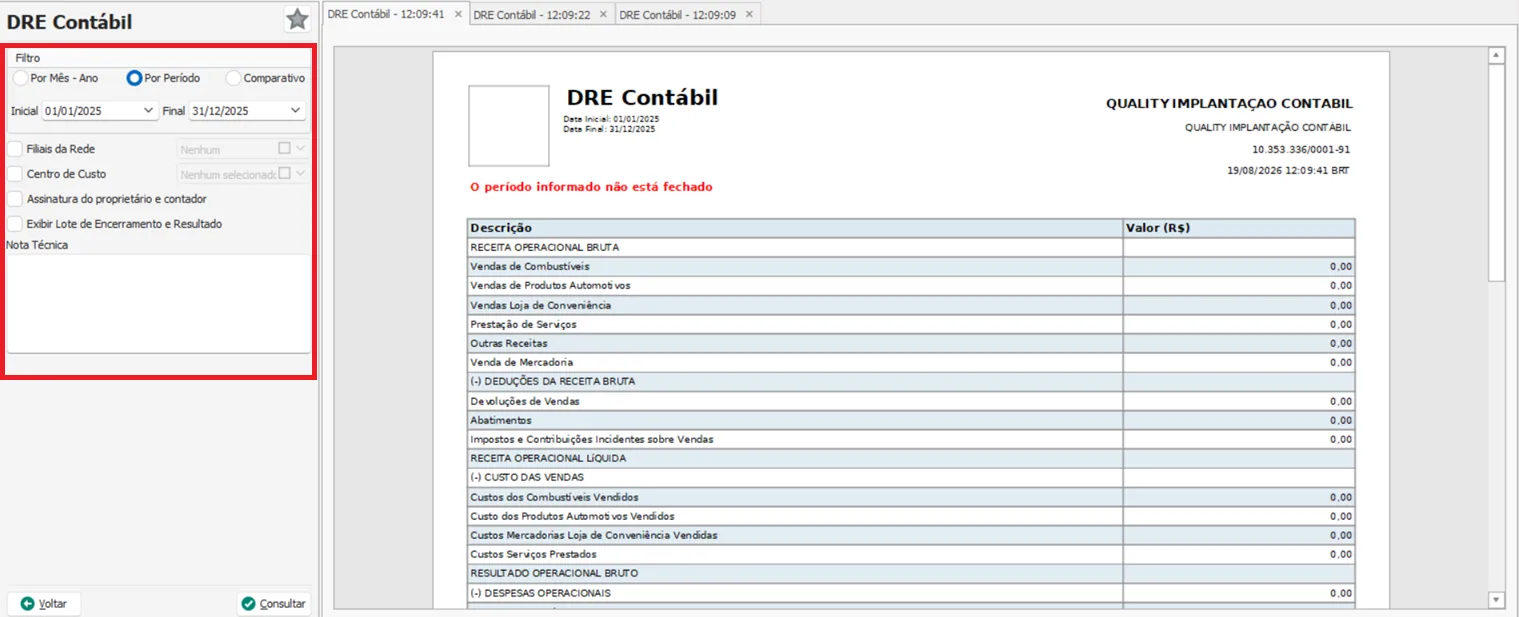 DRE Contábil
Filtro
Por Mês - Ano Por Período Comparativo
Inicial 01/01/2025 Final 31/12/2025
Filiais da Rede Nenhum
Centro de Custo Nenhum selecionado
Assinatura do proprietário e contador
Exibir Lote de Encerramento e Resultado
Nota Técnica
Voltar Consultar
DRE Contábil - 12:09:41 DRE Contábil - 12:09:22 DRE Contábil - 12:09:09
DRE Contábil
Data Inicial: 01/01/2025
Data Final: 31/12/2025
QUALITY IMPLANTAÇAO CONTABIL
QUALITY IMPLANTAÇÃO CONTÁBIL
10.353.336/0001-91
19/08/2026 12:09:41 BRT
O período informado não está fechado
Descrição Valor (R$)
RECEITA OPERACIONAL BRUTA
Vendas de Combustíveis 0,00
Vendas de Produtos Automotivos 0,00
Vendas Loja de Conveniência 0,00
Prestação de Serviços 0,00
Outras Receitas 0,00
Venda de Mercadoria 0,00
(-) DEDUÇÕES DA RECEITA BRUTA
Devoluções de Vendas 0,00
Abatimentos 0,00
Impostos e Contribuições Incidentes sobre Vendas 0,00
RECEITA OPERACIONAL LÍQUIDA
(-) CUSTO DAS VENDAS
Custos dos Combustíveis Vendidos 0,00
Custo dos Produtos Automotivos Vendidos 0,00
Custos Mercadorias Loja de Conveniência Vendidas 0,00
Custos Serviços Prestados 0,00
RESULTADO OPERACIONAL BRUTO
(-) DESPESAS OPERACIONAIS 0,00